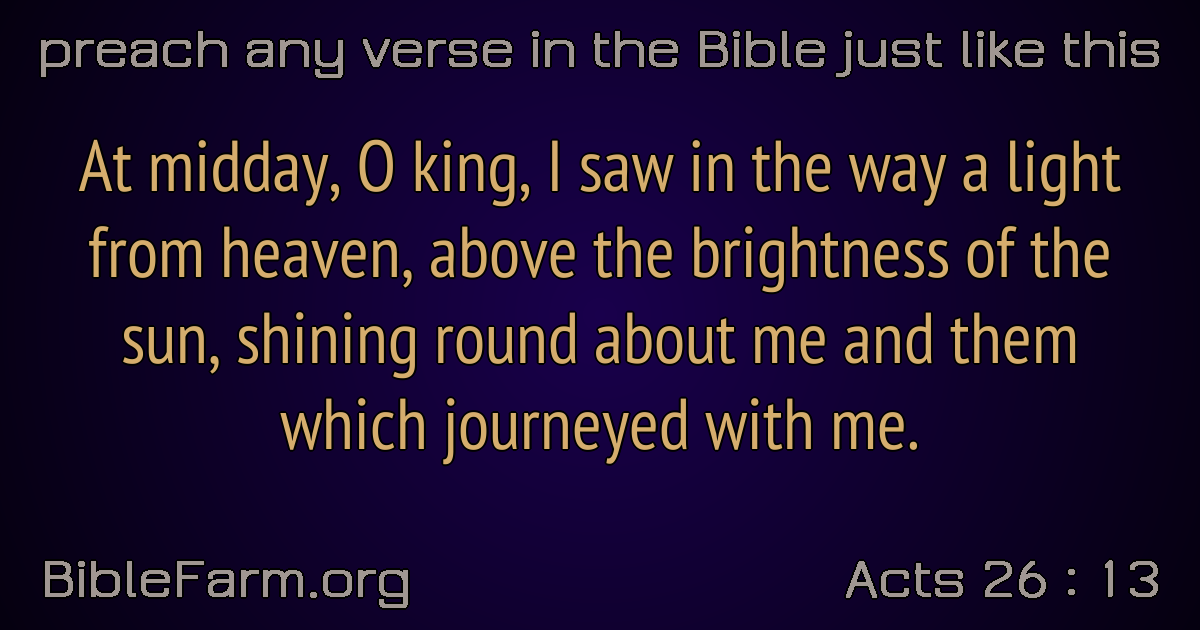 preach any verse in the Bible just like this
At midday, O king, I saw in the way a light
from heaven, above the brightness of the
sun, shining round about me and them
which journeyed with me.
BibleFarm.org
Acts 26 : 13